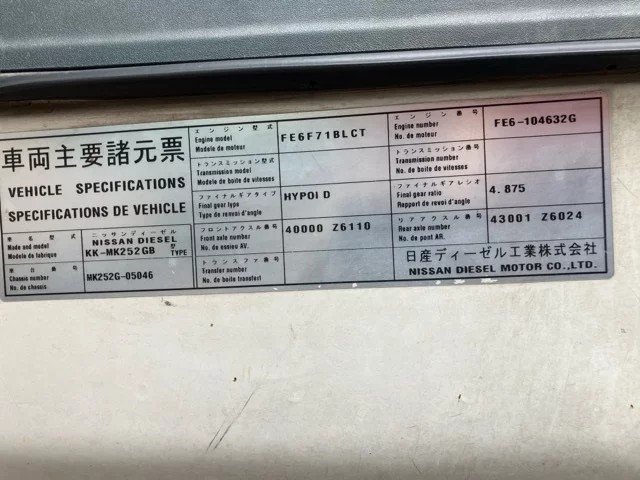 車両主要諸元票
VEHICLE SPECIFICATIONS
SPECIFICATIONS DE VEHICLE
車名型式
Made and model
Modele de fabrique
ニッサンディーゼル
NISSAN DIESEL
KK-MK252GB TYPE
車台番号
Chassis number
No. de chassis
MK252G-05046
エンジン型式
Engine model
Modele de moteur
FE6F71BLCT
エンジン番号
Engine number
No. de moteur
FE6-104632G
トランスミッション型式
Transmission model
Modele de boite de vitesses
トランスミッション番号
Transmission number
No. de boite de vitesses
ファイナルギアタイプ
Final gear type
Type de renvai d'angle
HYPOID
ファイナルギアレシオ
Final gear ratio
Rapport de renvai d'angle
4.875
フロントアクスル番号
Front axle number
No. de essieu AV.
40000 Z6110
リアアクスル番号
Rear axle number
No. de pont AR.
43001 Z6024
トランスファ番号
Transfer number
No. de boite transfert
日産ディーゼル工業株式会社
NISSAN DIESEL MOTOR CO.,LTD.